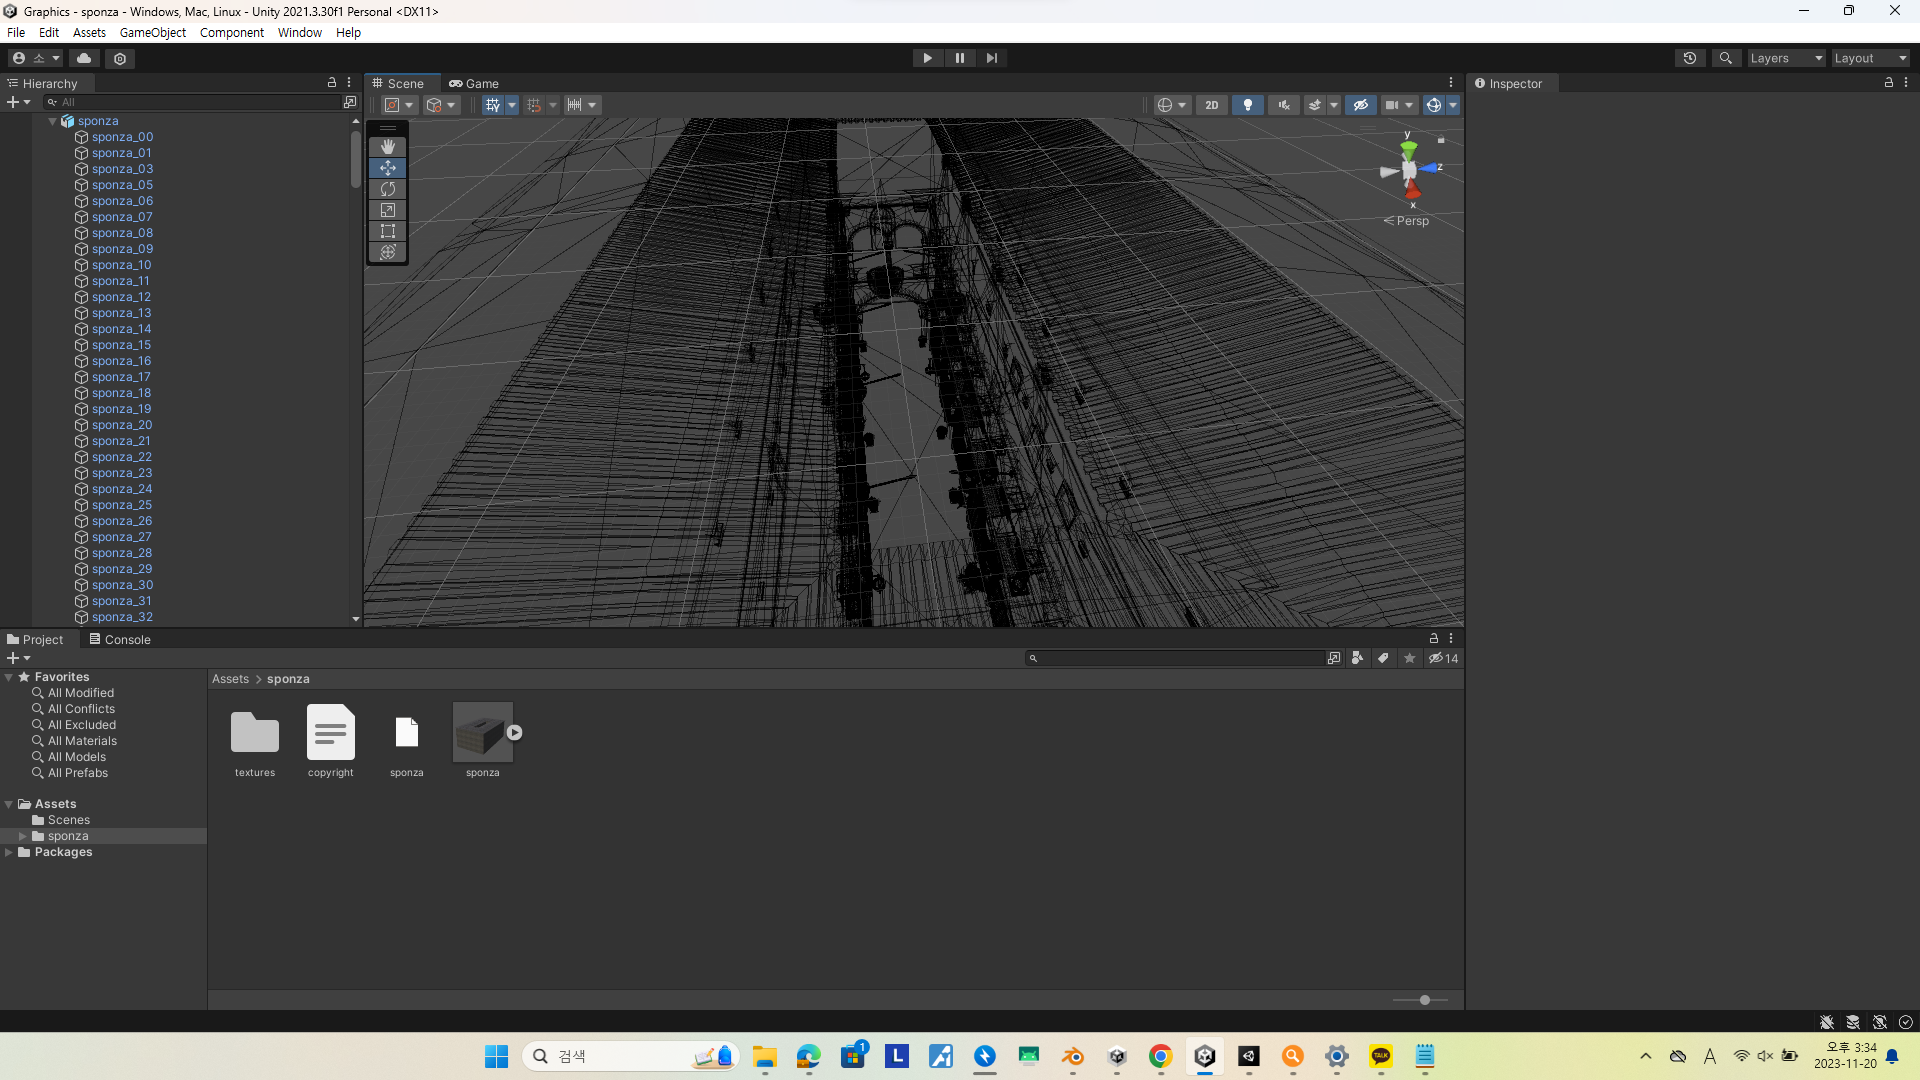 Graphics - sponza - Windows, Mac, Linux - Unity 2021.3.30f1 Personal <DX11>
File Edit Assets GameObject Component Window Help
소
Layers
Layout
Hierarchy
Scene
Game
Inspector
All
2D
sponza
sponza_00
sponza_01
sponza_03
sponza_05
sponza_06
sponza_07
sponza_08
sponza_09
sponza_10
sponza_11
sponza_12
sponza_13
sponza_14
sponza_15
sponza_16
sponza_17
sponza_18
sponza_19
sponza_20
sponza_21
sponza_22
sponza_23
sponza_24
sponza_25
sponza_26
sponza_27
sponza_28
sponza_29
sponza_30
sponza_31
sponza_32
y
z
x
Persp
Project
Console
14
Favorites
All Modified
All Conflicts
All Excluded
All Materials
All Models
All Prefabs
Assets
Scenes
sponza
Packages
Assets > sponza
textures
copyright
sponza
sponza
검색
1
L
TALK
A
오후 3:34
2023-11-20